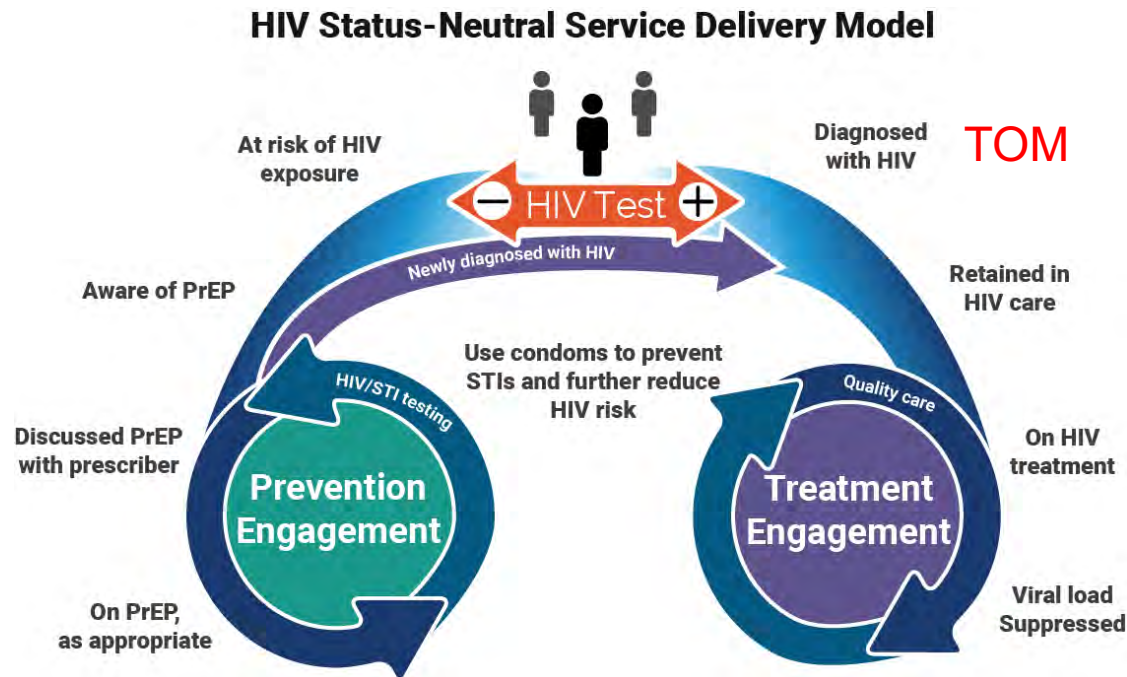 HIV Status-Neutral Service Delivery Model
At risk of HIV
exposure
Diagnosed
with HIV
TOM
− HIV Test +
Newly diagnosed with HIV
Aware of PrEP
Retained in
HIV care
Use condoms to prevent
STIs and further reduce
HIV risk
HIV/STI testing
Quality care
Discussed PrEP
with prescriber
On HIV
treatment
Prevention
Engagement
Treatment
Engagement
On PrEP,
as appropriate
Viral load
Suppressed